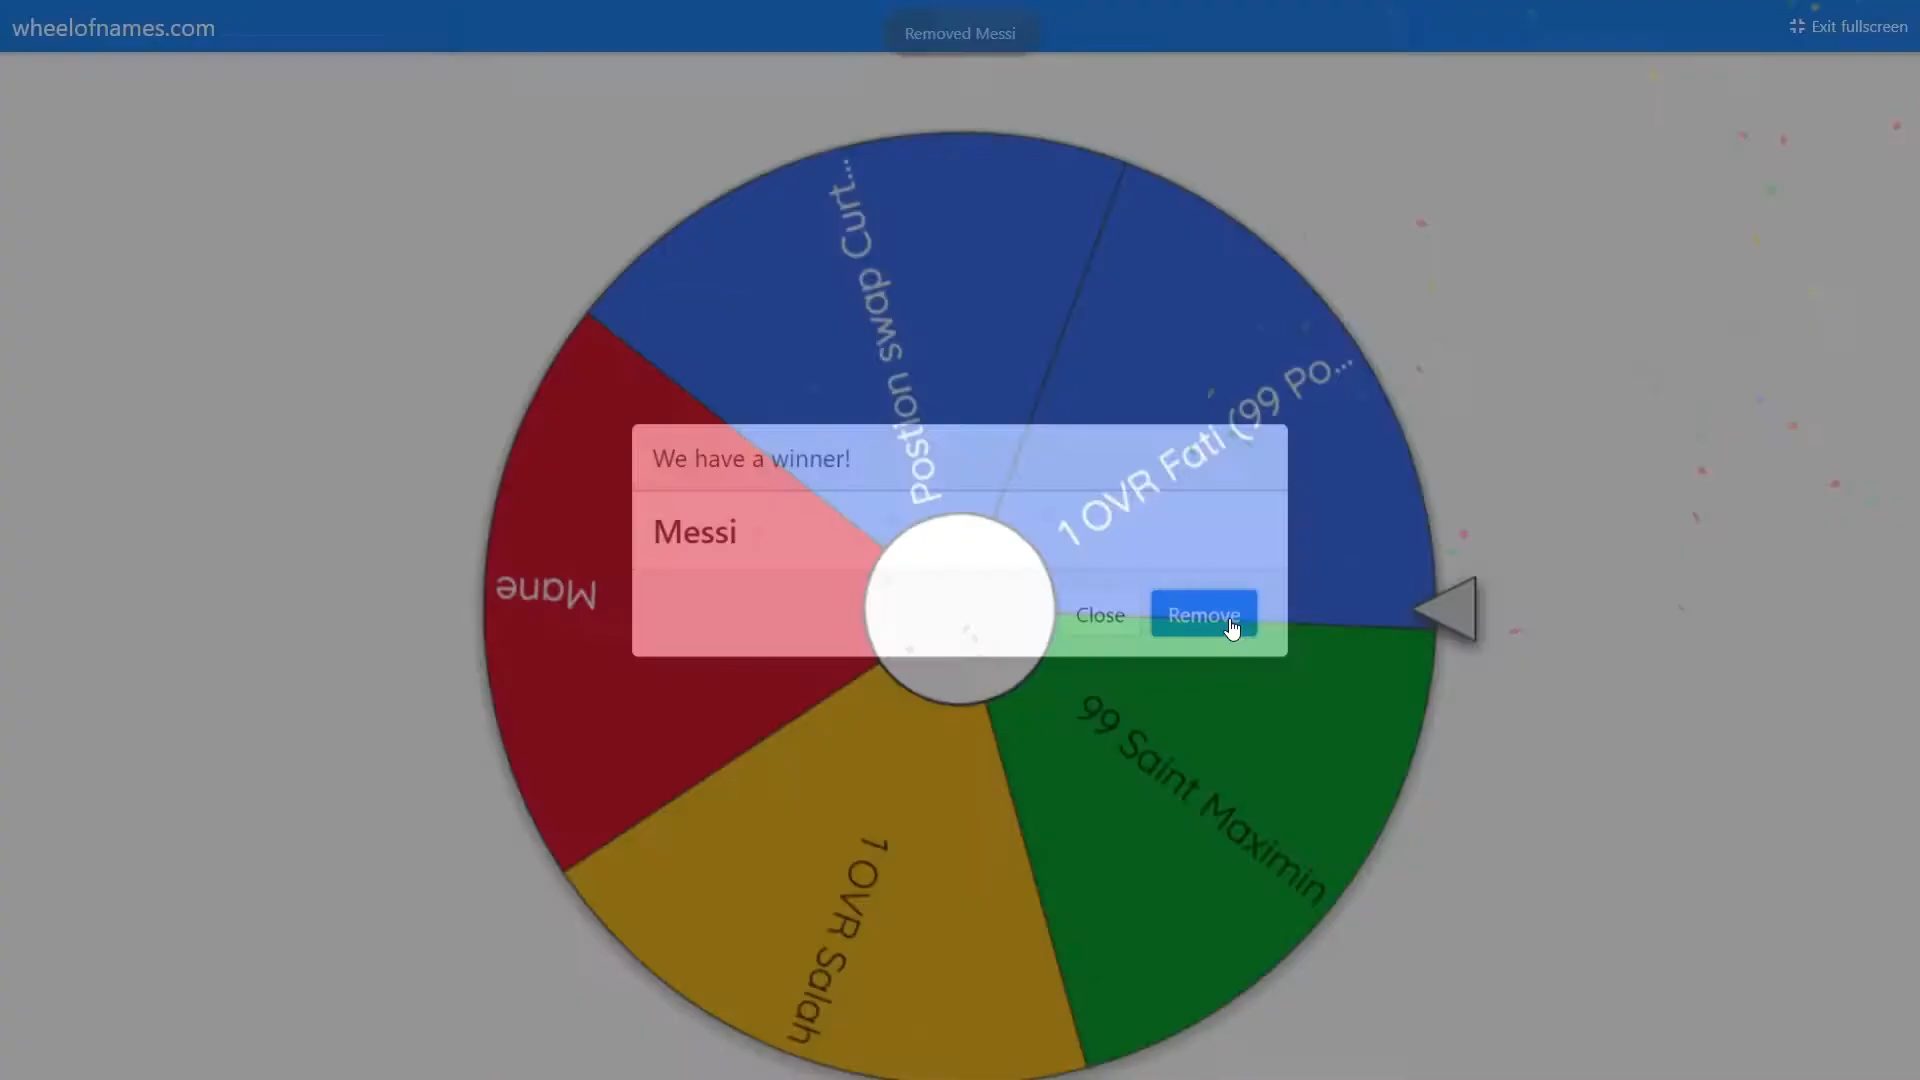 wheelofnames.com
Removed Messi
Exit fullscreen
Postion swap Curt...
1 OVR Fati (99 Po...
We have a winner!
Messi
Mane
Close
Remove
99 Saint Maximin
1 OVR Salah